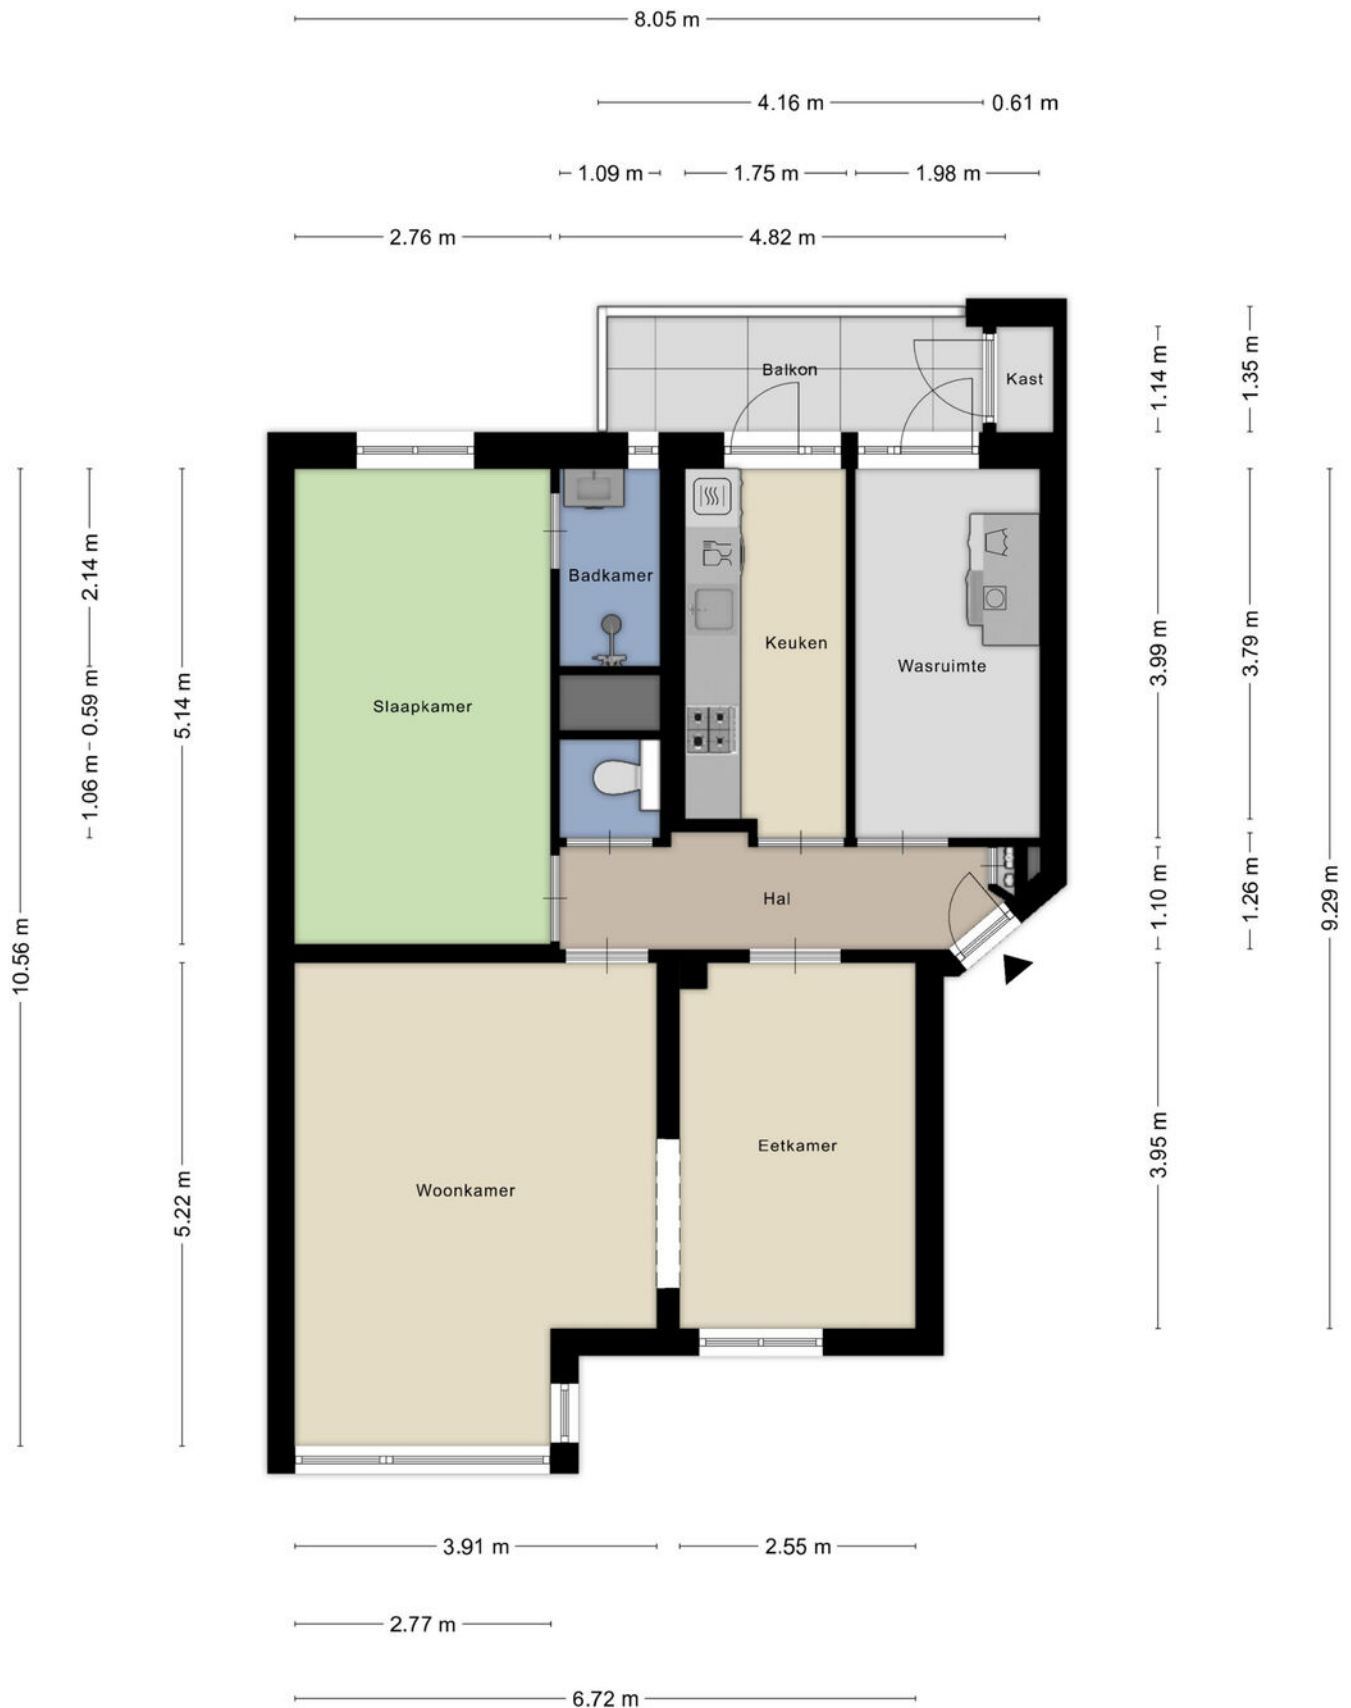 8.05 m
4.16 m 0.61 m
1.09 m 1.75 m 1.98 m
2.76 m 4.82 m
Balkon
Kast
1.14 m
1.35 m
Badkamer
Keuken
Wasruimte
Slaapkamer
2.14 m
0.59 m
1.06 m
5.14 m
10.56 m
3.99 m
3.79 m
Hal
1.10 m
1.26 m
9.29 m
Eetkamer
Woonkamer
5.22 m
3.95 m
3.91 m 2.55 m
2.77 m
6.72 m